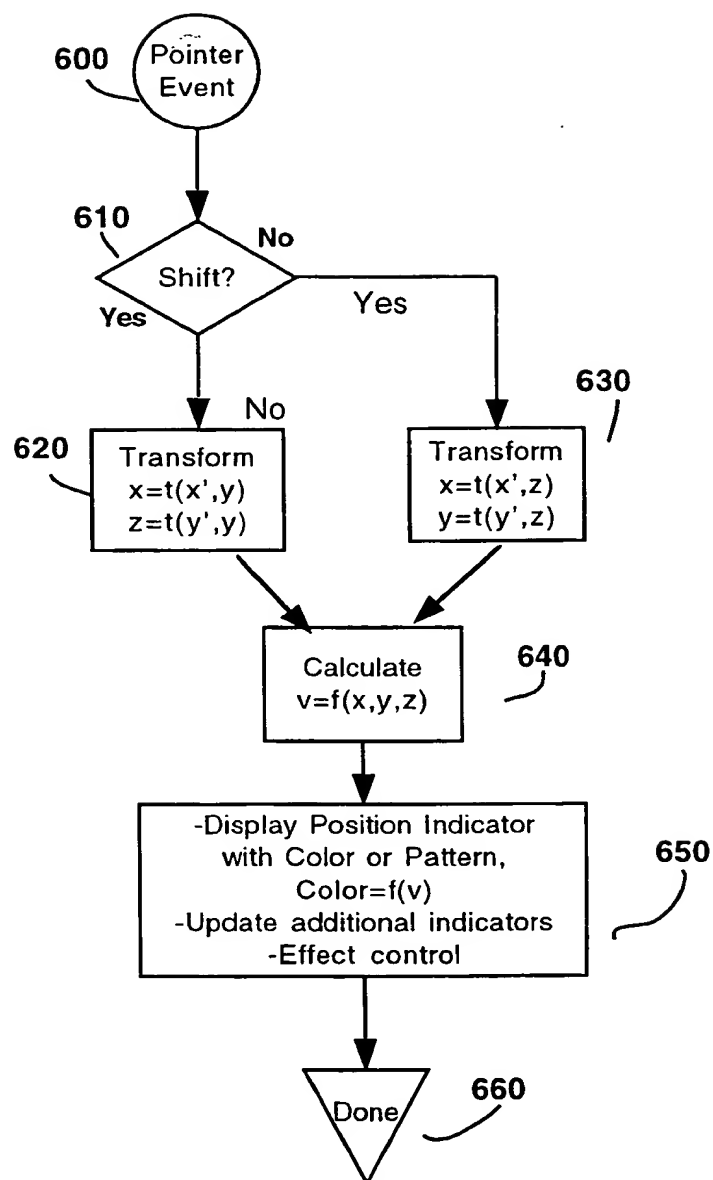 Pointer
Event
600
610
No
Shift?
Yes
Yes
No
630
620
Transform
x=t(x',y)
z=t(y',y)
Transform
x=t(x',z)
y=t(y',z)
Calculate
v=f(x,y,z)
640
-Display Position Indicator
with Color or Pattern,
Color=f(v)
-Update additional indicators
-Effect control
650
Done
660